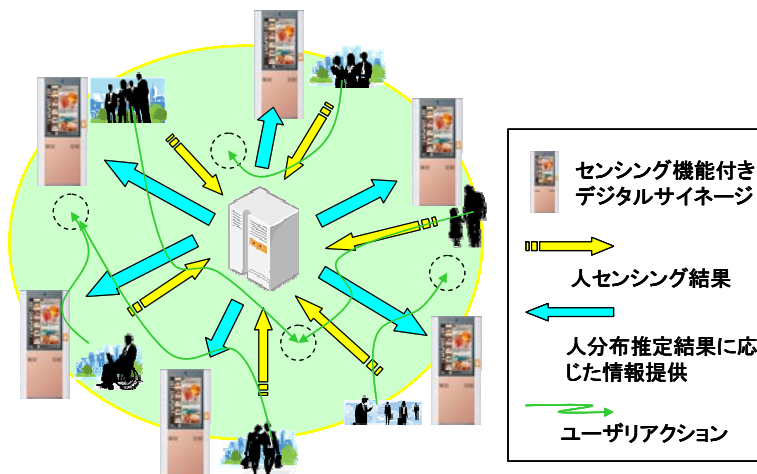 センシング機能付き
デジタルサイネージ
人センシング結果
人分布推定結果に応
じた情報提供
ユーザリアクション